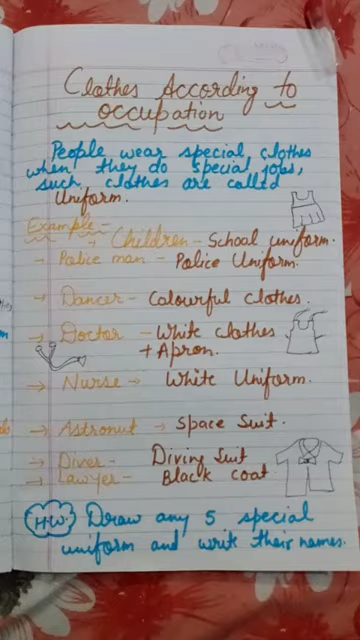 Clothes According to
occupation
People wear special clothes
when they do special jobs,
such clothes are called
Uniform.
Example -
→ Children - School uniform.
→ Police man - Police Uniform.
→ Dancer - Colourful clothes.
→ Doctor - White clothes
+ Apron.
→ Nurse → White Uniform.
→ Astronut → Space Suit.
→ Diver - Diving Suit
→ Lawyer - Black coat
H.W. Draw any 5 special
uniform and write their names.